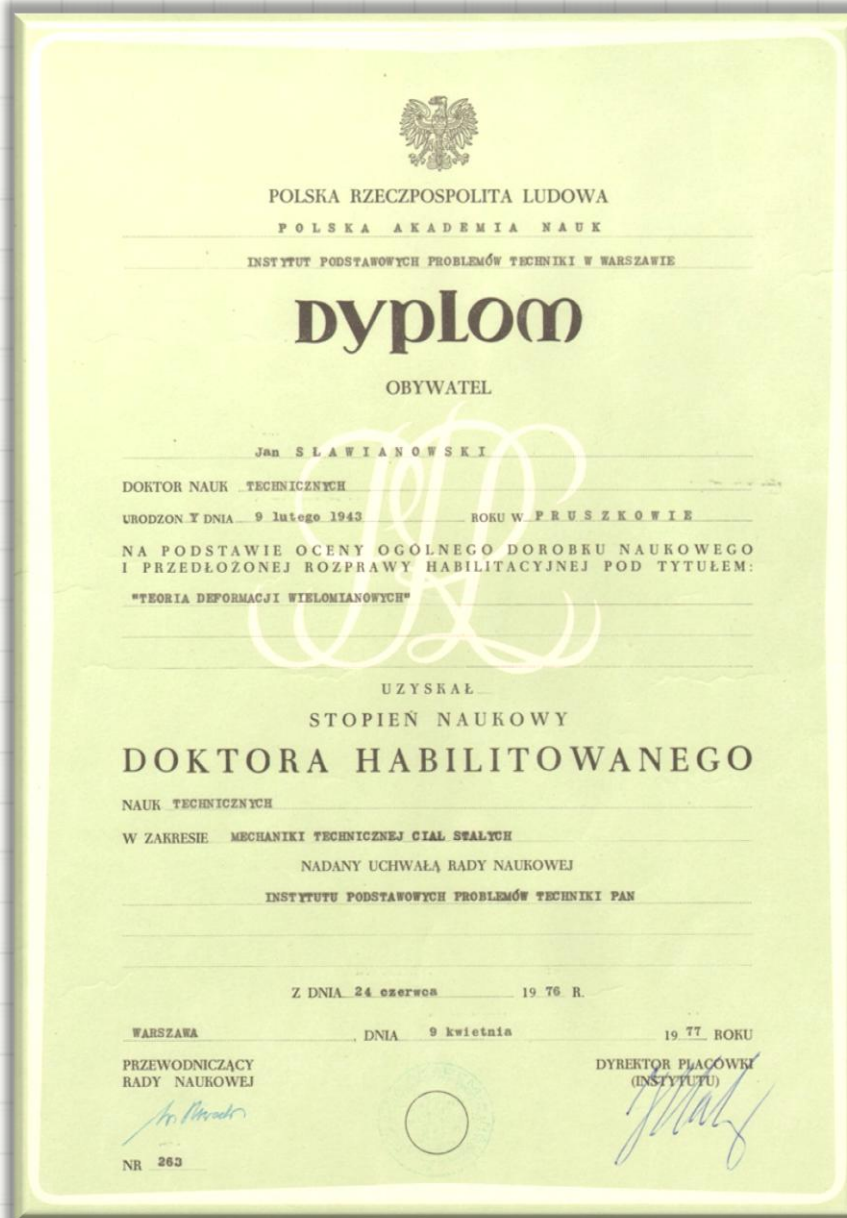 POLSKA RZECZPOSPOLITA LUDOWA
POLSKA AKADEMIA NAUK
INSTYTUT PODSTAWOWYCH PROBLEMÓW TECHNIKI W WARSZAWIE
DYPLOM
OBYWATEL
Jan SŁAWIANOWSKI
DOKTOR NAUK TECHNICZNYCH
URODZON Y DNIA 9 lutego 1943 ROKU W PRUSZKOWIE
NA PODSTAWIE OCENY OGÓLNEGO DOROBKU NAUKOWEGO
I PRZEDŁOŻONEJ ROZPRAWY HABILITACYJNEJ POD TYTUŁEM:
"TEORIA DEFORMACJI WIELOMIANOWYCH"
UZYSKAŁ
STOPIEŃ NAUKOWY
DOKTORA HABILITOWANEGO
NAUK TECHNICZNYCH
W ZAKRESIE MECHANIKI TECHNICZNEJ CIAŁ STAŁYCH
NADANY UCHWAŁĄ RADY NAUKOWEJ
INSTYTUTU PODSTAWOWYCH PROBLEMÓW TECHNIKI PAN
Z DNIA 24 czerwca 19 76 R.
WARSZAWA, DNIA 9 kwietnia 19 77 ROKU
PRZEWODNICZĄCY
RADY NAUKOWEJ
DYREKTOR PLACÓWKI
(INSTYTUTU)
NR 263